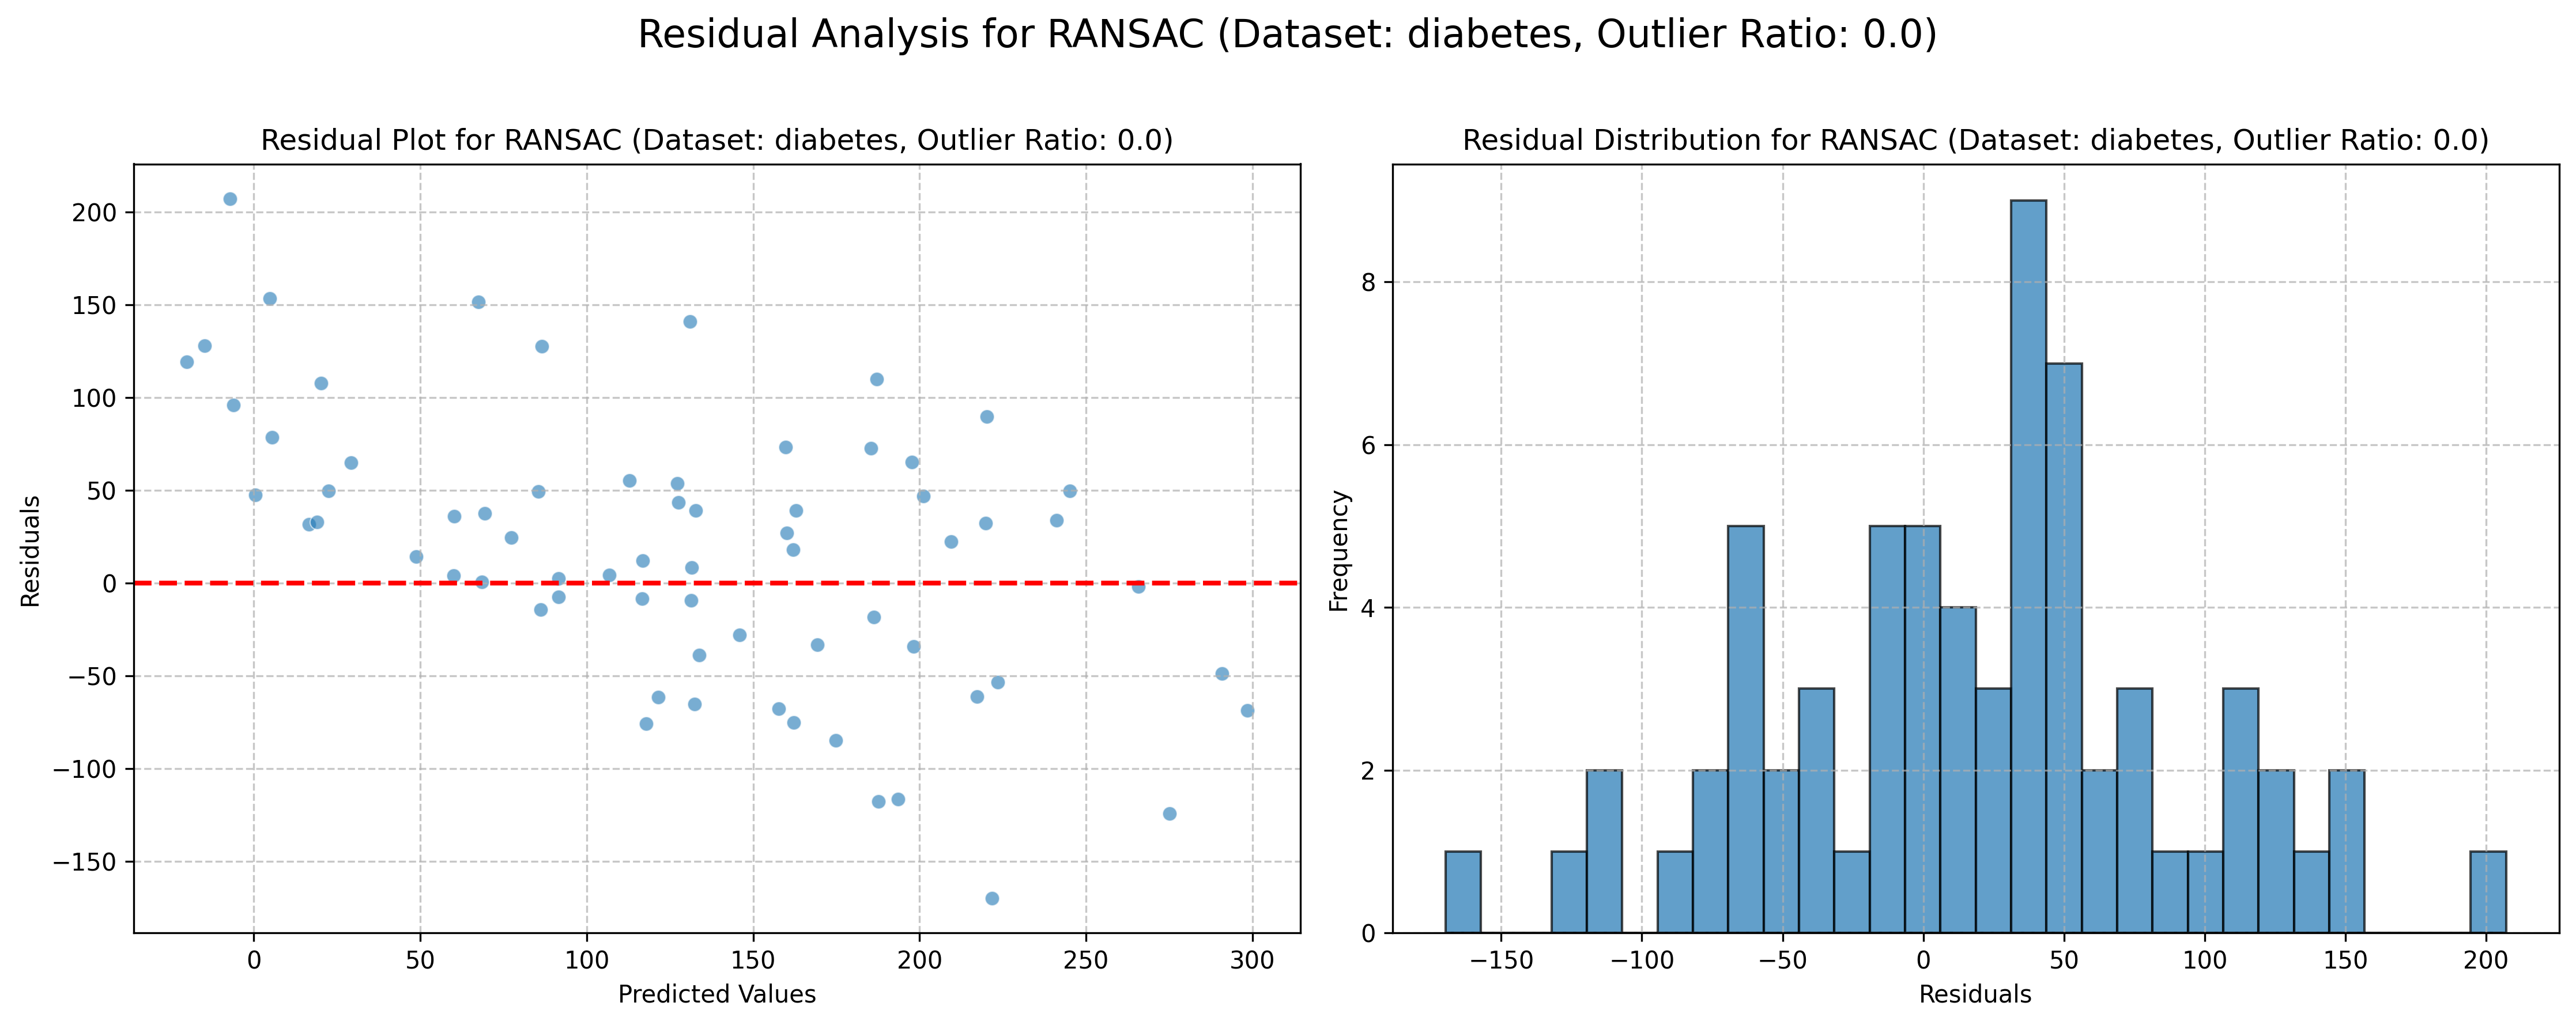 Residual Analysis for RANSAC (Dataset: diabetes, Outlier Ratio: 0.0)
Residual Plot for RANSAC (Dataset: diabetes, Outlier Ratio: 0.0)
Residuals
200
150
100
50
0
−50
−100
−150
0 50 100 150 200 250 300
Predicted Values
Residual Distribution for RANSAC (Dataset: diabetes, Outlier Ratio: 0.0)
Frequency
8
6
4
2
0
−150 −100 −50 0 50 100 150 200
Residuals